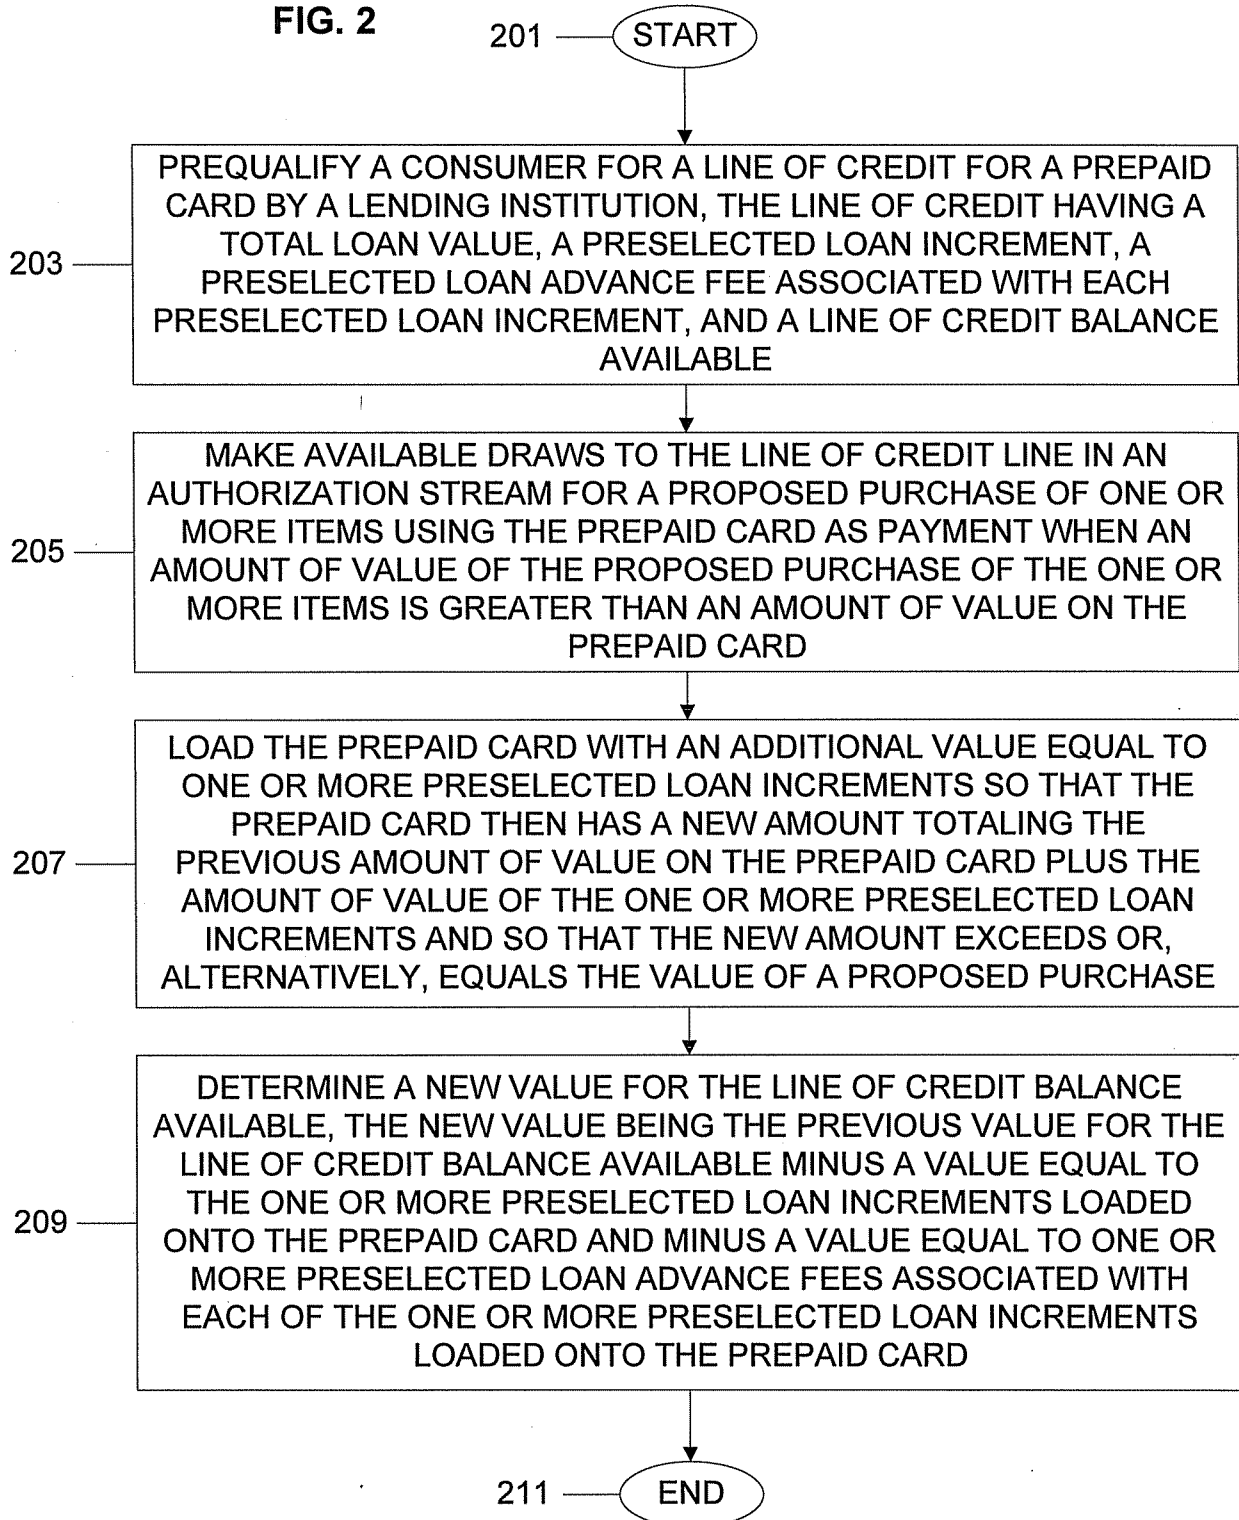 FIG. 2
201
START
203
PREQUALIFY A CONSUMER FOR A LINE OF CREDIT FOR A PREPAID
CARD BY A LENDING INSTITUTION, THE LINE OF CREDIT HAVING A
TOTAL LOAN VALUE, A PRESELECTED LOAN INCREMENT, A
PRESELECTED LOAN ADVANCE FEE ASSOCIATED WITH EACH
PRESELECTED LOAN INCREMENT, AND A LINE OF CREDIT BALANCE
AVAILABLE
205
MAKE AVAILABLE DRAWS TO THE LINE OF CREDIT LINE IN AN
AUTHORIZATION STREAM FOR A PROPOSED PURCHASE OF ONE OR
MORE ITEMS USING THE PREPAID CARD AS PAYMENT WHEN AN
AMOUNT OF VALUE OF THE PROPOSED PURCHASE OF THE ONE OR
MORE ITEMS IS GREATER THAN AN AMOUNT OF VALUE ON THE
PREPAID CARD
207
LOAD THE PREPAID CARD WITH AN ADDITIONAL VALUE EQUAL TO
ONE OR MORE PRESELECTED LOAN INCREMENTS SO THAT THE
PREPAID CARD THEN HAS A NEW AMOUNT TOTALING THE
PREVIOUS AMOUNT OF VALUE ON THE PREPAID CARD PLUS THE
AMOUNT OF VALUE OF THE ONE OR MORE PRESELECTED LOAN
INCREMENTS AND SO THAT THE NEW AMOUNT EXCEEDS OR,
ALTERNATIVELY, EQUALS THE VALUE OF A PROPOSED PURCHASE
209
DETERMINE A NEW VALUE FOR THE LINE OF CREDIT BALANCE
AVAILABLE, THE NEW VALUE BEING THE PREVIOUS VALUE FOR THE
LINE OF CREDIT BALANCE AVAILABLE MINUS A VALUE EQUAL TO
THE ONE OR MORE PRESELECTED LOAN INCREMENTS LOADED
ONTO THE PREPAID CARD AND MINUS A VALUE EQUAL TO ONE OR
MORE PRESELECTED LOAN ADVANCE FEES ASSOCIATED WITH
EACH OF THE ONE OR MORE PRESELECTED LOAN INCREMENTS
LOADED ONTO THE PREPAID CARD
211
END